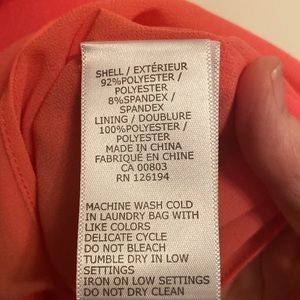 SHELL / EXTÉRIEUR
92%POLYESTER /
POLYESTER
8%SPANDEX /
SPANDEX
LINING / DOUBLURE
100%POLYESTER /
POLYESTER
MADE IN CHINA
FABRIQUÉ EN CHINE
CA 00803
RN 126194
MACHINE WASH COLD
IN LAUNDRY BAG WITH
LIKE COLORS
DELICATE CYCLE
DO NOT BLEACH
TUMBLE DRY IN LOW
SETTINGS
IRON ON LOW SETTINGS
DO NOT DRY CLEAN